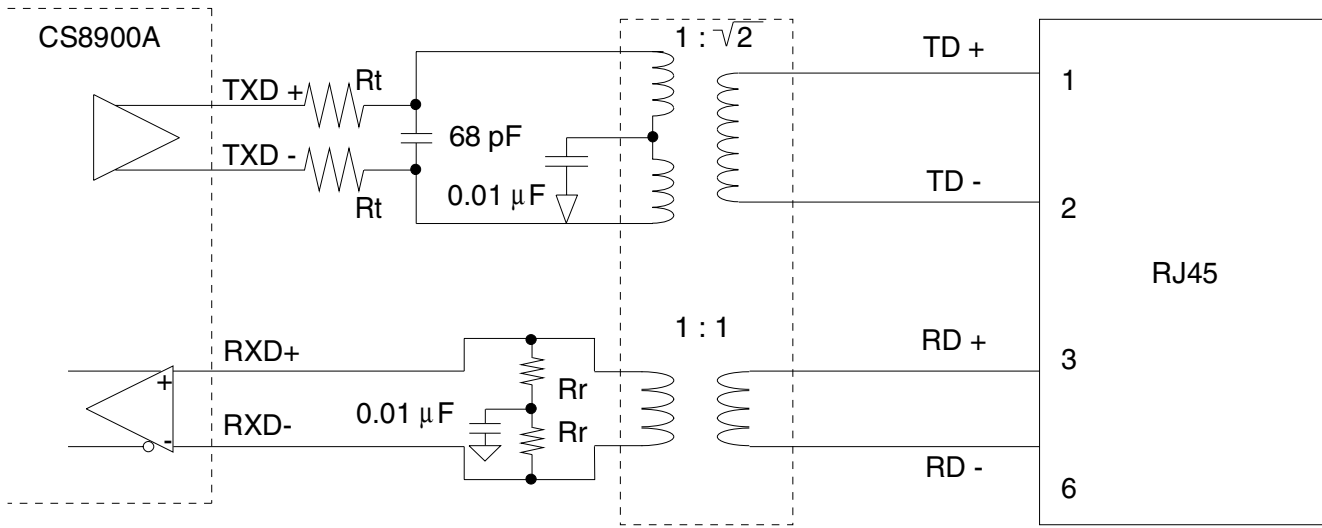 CS8900A
1 : √2
TD +
1
TXD +
Rt
68 pF
TXD -
Rt
0.01 μF
TD -
2
RJ45
1 : 1
RXD+
RD +
3
+
Rr
0.01 μF
RXD-
-
Rr
RD -
6